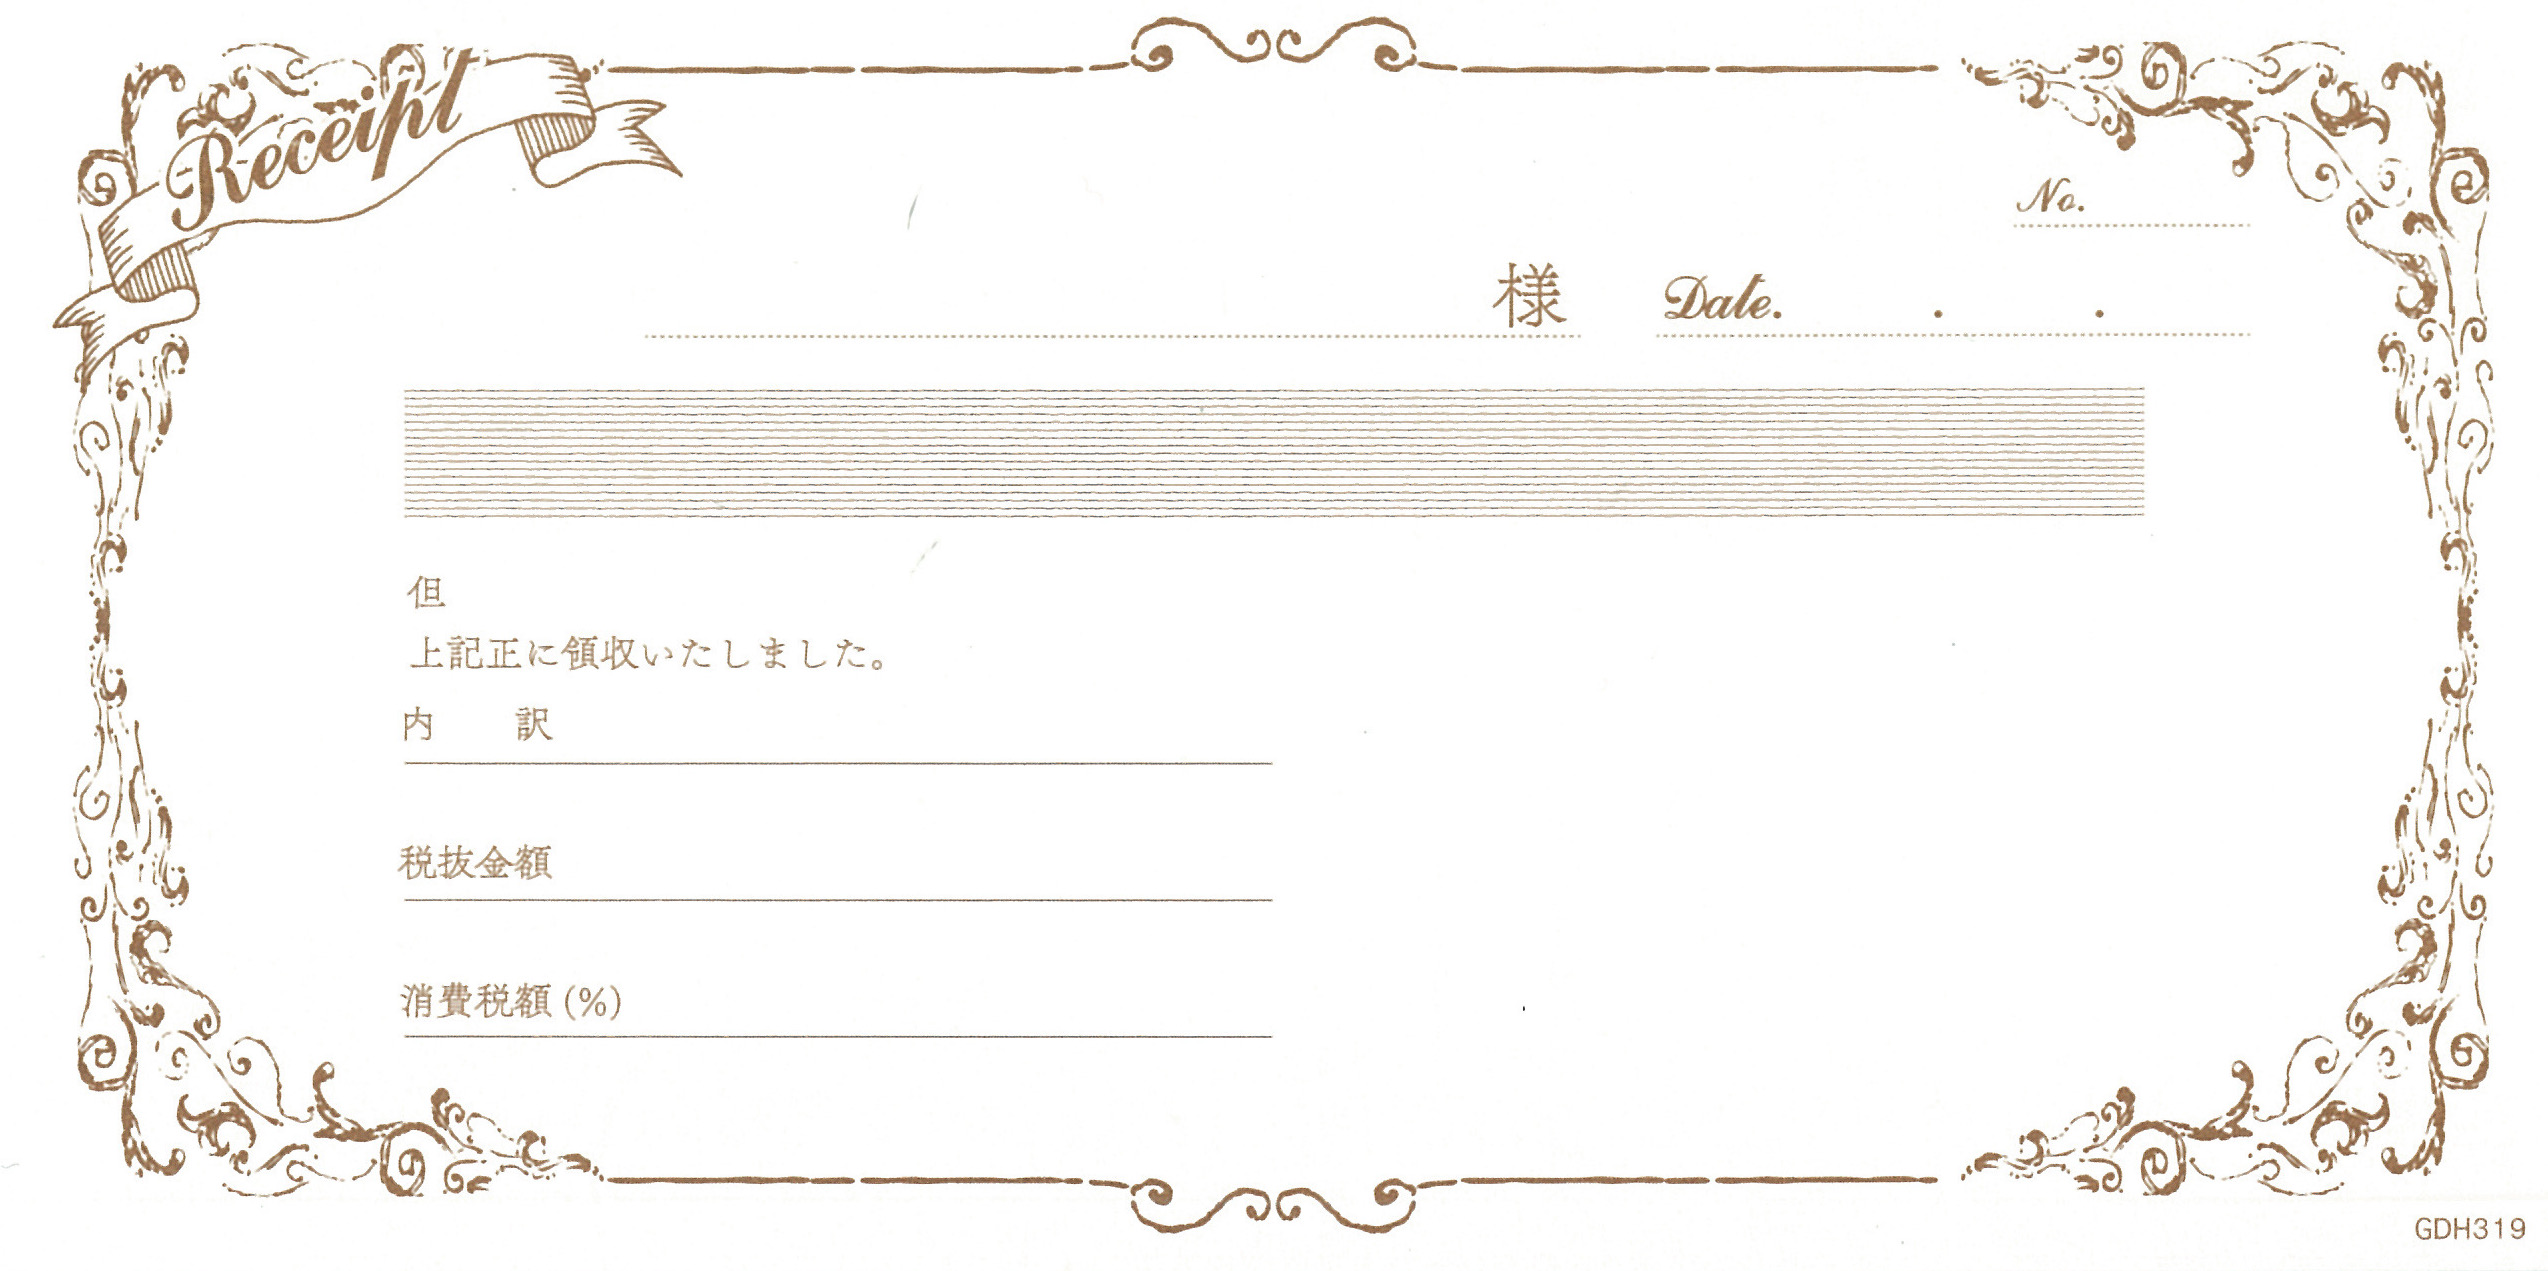 Receipt
No.
様 Date. . .
但
上記正に領収いたしました。
内 訳
税抜金額
消費税額(%)
GDH319